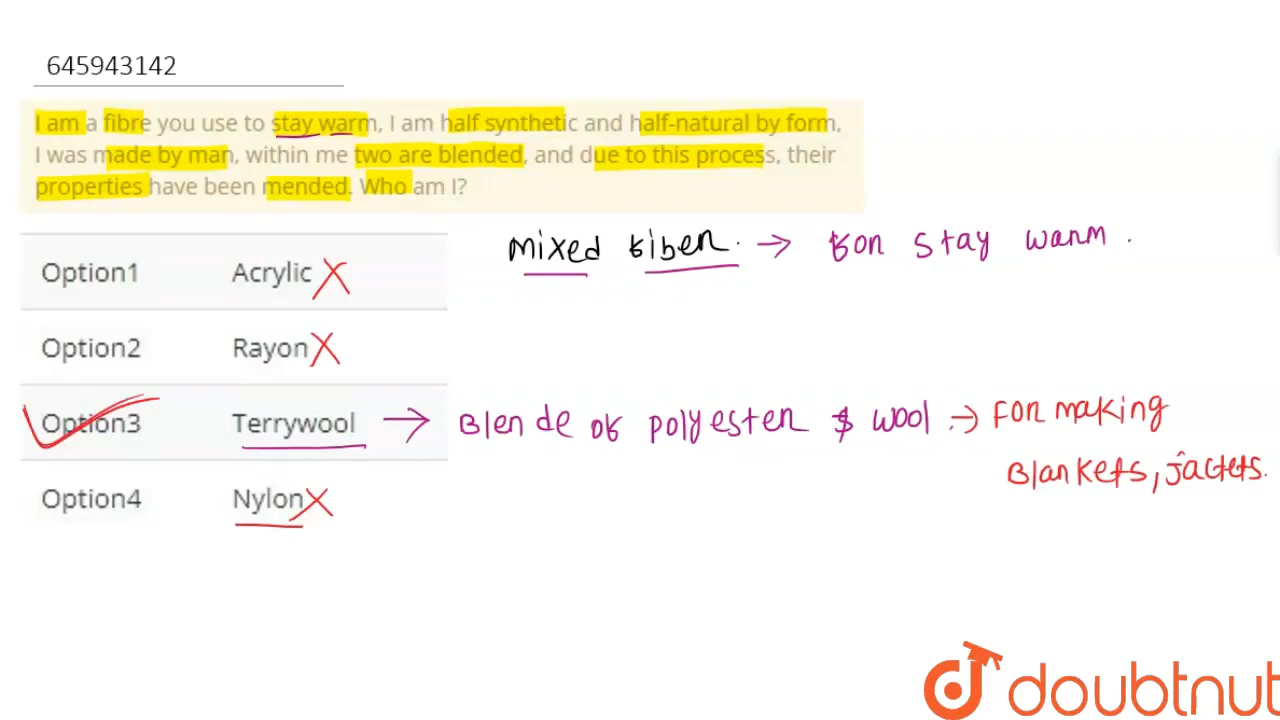 645943142
I am a fibre you use to stay warm, I am half synthetic and half-natural by form,
I was made by man, within me two are blended, and due to this process, their
properties have been mended. Who am I?
mixed fiber. → For stay warm.
Option1 Acrylic X
Option2 Rayon X
Option3 Terrywool → Blende of polyester & wool. → For making
Blankets, jackets.
Option4 Nylon X
doubtnut